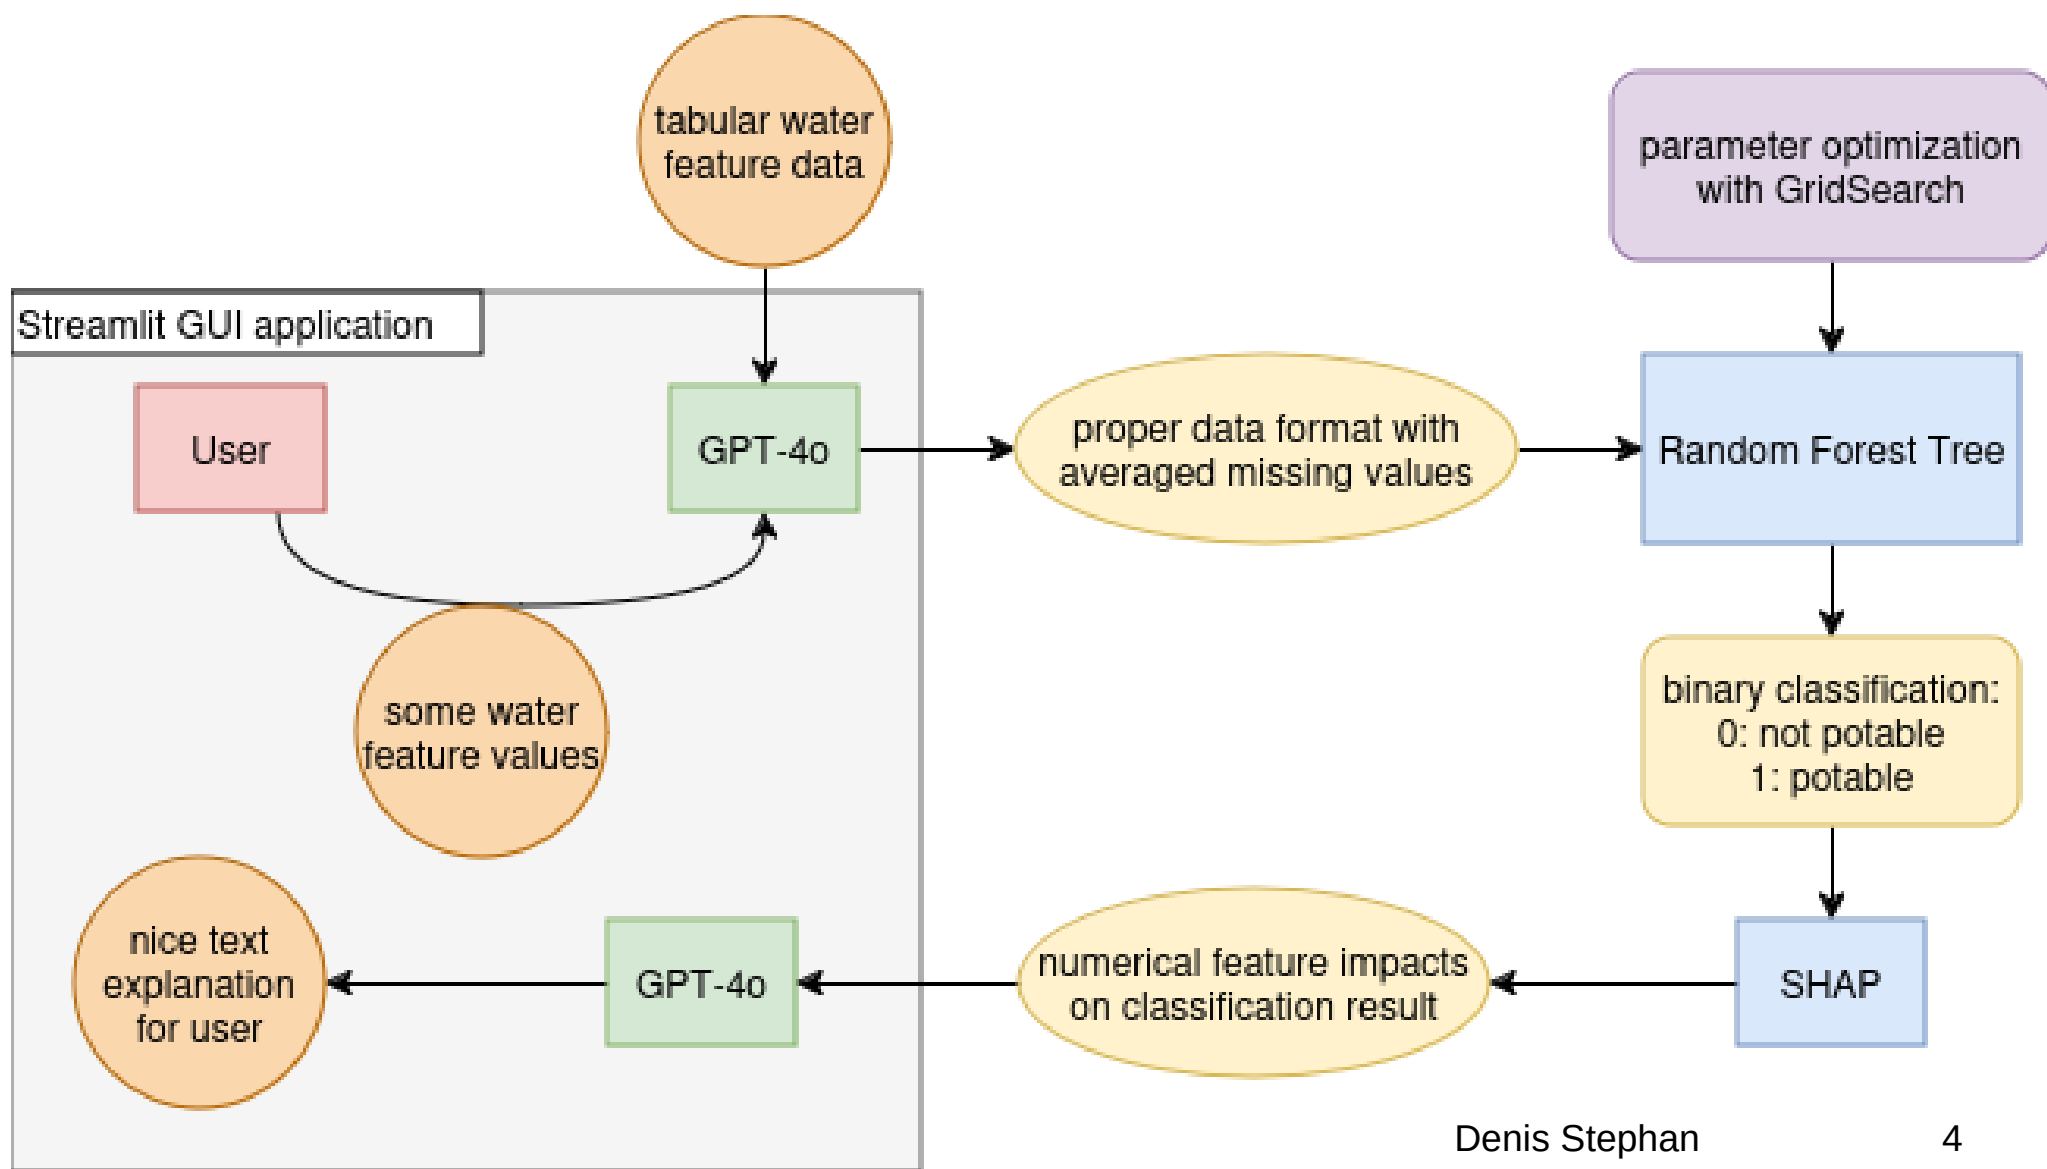 tabular water
feature data
parameter optimization
with GridSearch
Streamlit GUI application
User
GPT-4o
proper data format with
averaged missing values
Random Forest Tree
some water
feature values
binary classification:
0: not potable
1: potable
nice text
explanation
for user
GPT-4o
numerical feature impacts
on classification result
SHAP
Denis Stephan
4